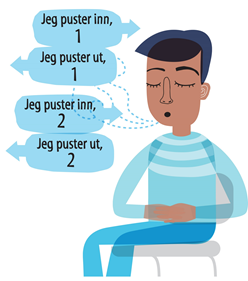 Jeg puster inn,
1
Jeg puster ut,
1
Jeg puster inn,
2
Jeg puster ut,
2